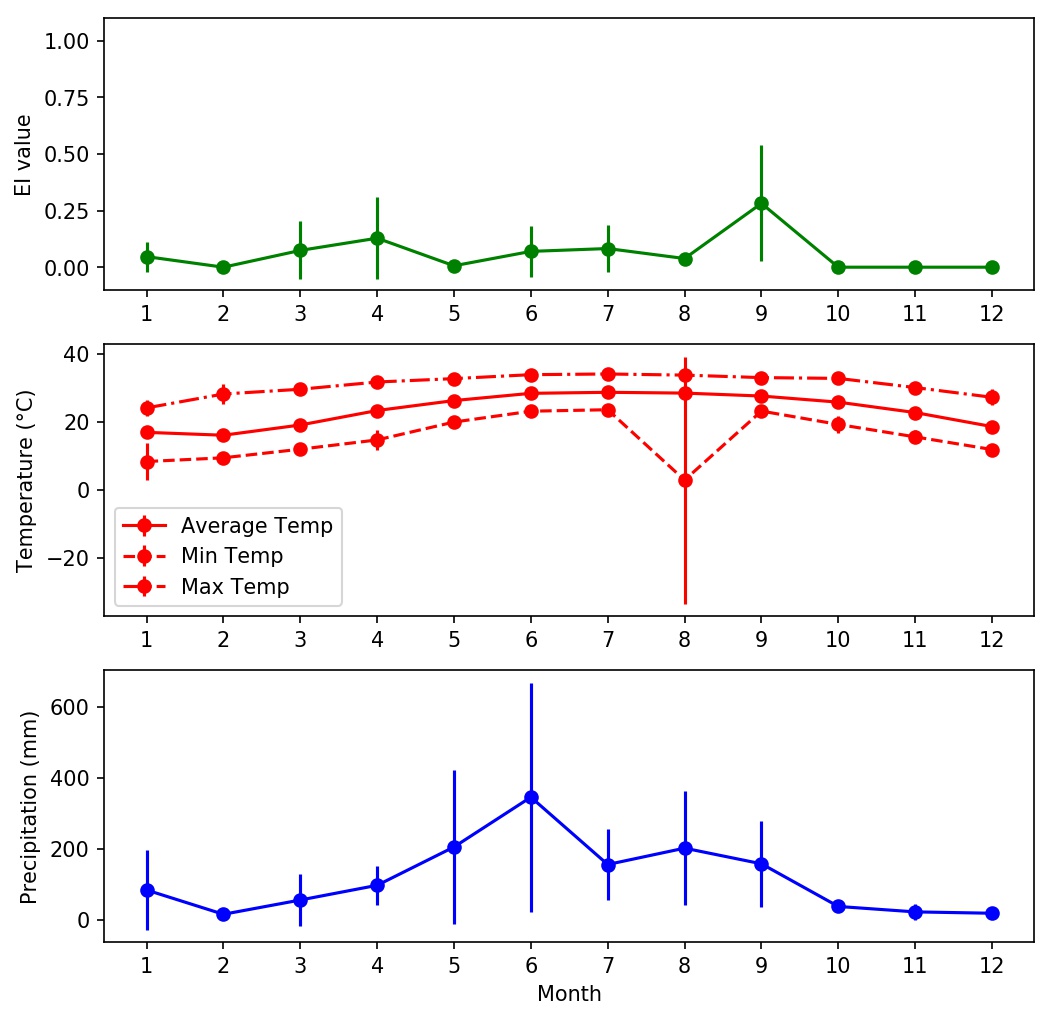 EI value
1.00
0.75
0.50
0.25
0.00
1 2 3 4 5 6 7 8 9 10 11 12
Temperature (°C)
40
20
0
−20
Average Temp
Min Temp
Max Temp
1 2 3 4 5 6 7 8 9 10 11 12
Precipitation (mm)
600
400
200
0
1 2 3 4 5 6 7 8 9 10 11 12
Month